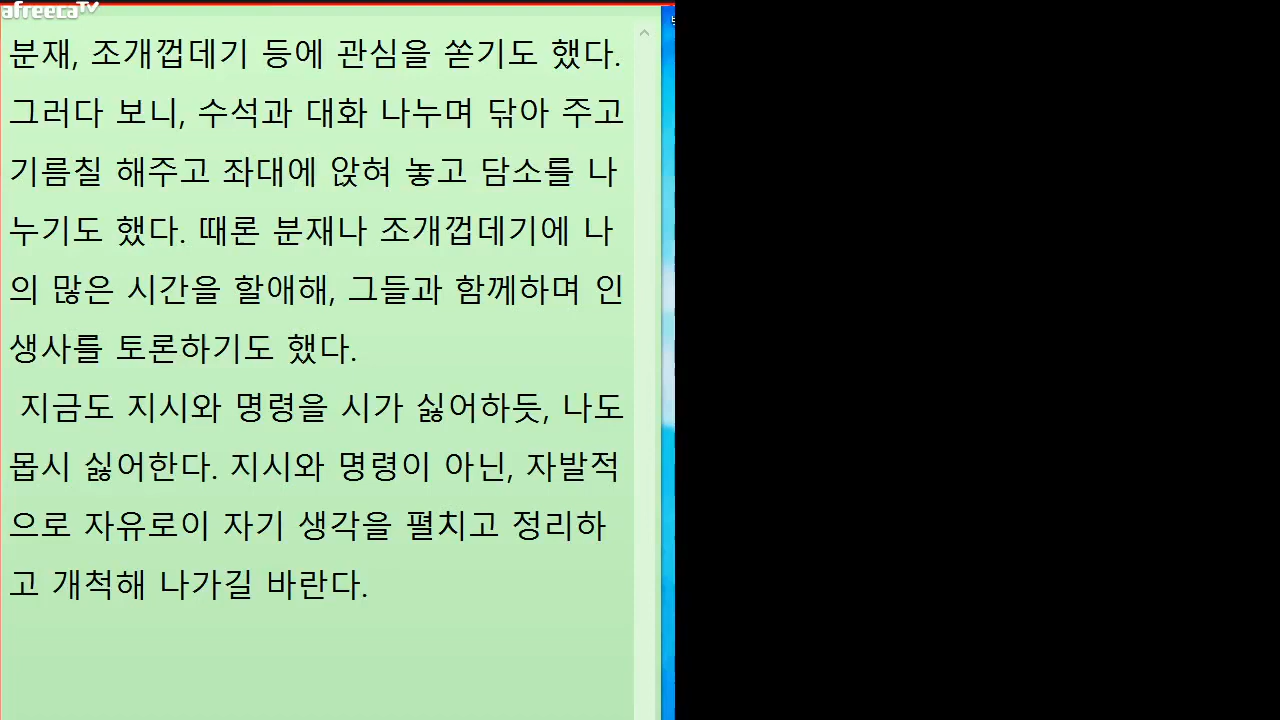 afreecaTV
분재, 조개껍데기 등에 관심을 쏟기도 했다.
그러다 보니, 수석과 대화 나누며 닦아 주고
기름칠 해주고 좌대에 앉혀 놓고 담소를 나
누기도 했다. 때론 분재나 조개껍데기에 나
의 많은 시간을 할애해, 그들과 함께하며 인
생사를 토론하기도 했다.
지금도 지시와 명령을 시가 싫어하듯, 나도
몹시 싫어한다. 지시와 명령이 아닌, 자발적
으로 자유로이 자기 생각을 펼치고 정리하
고 개척해 나가길 바란다.